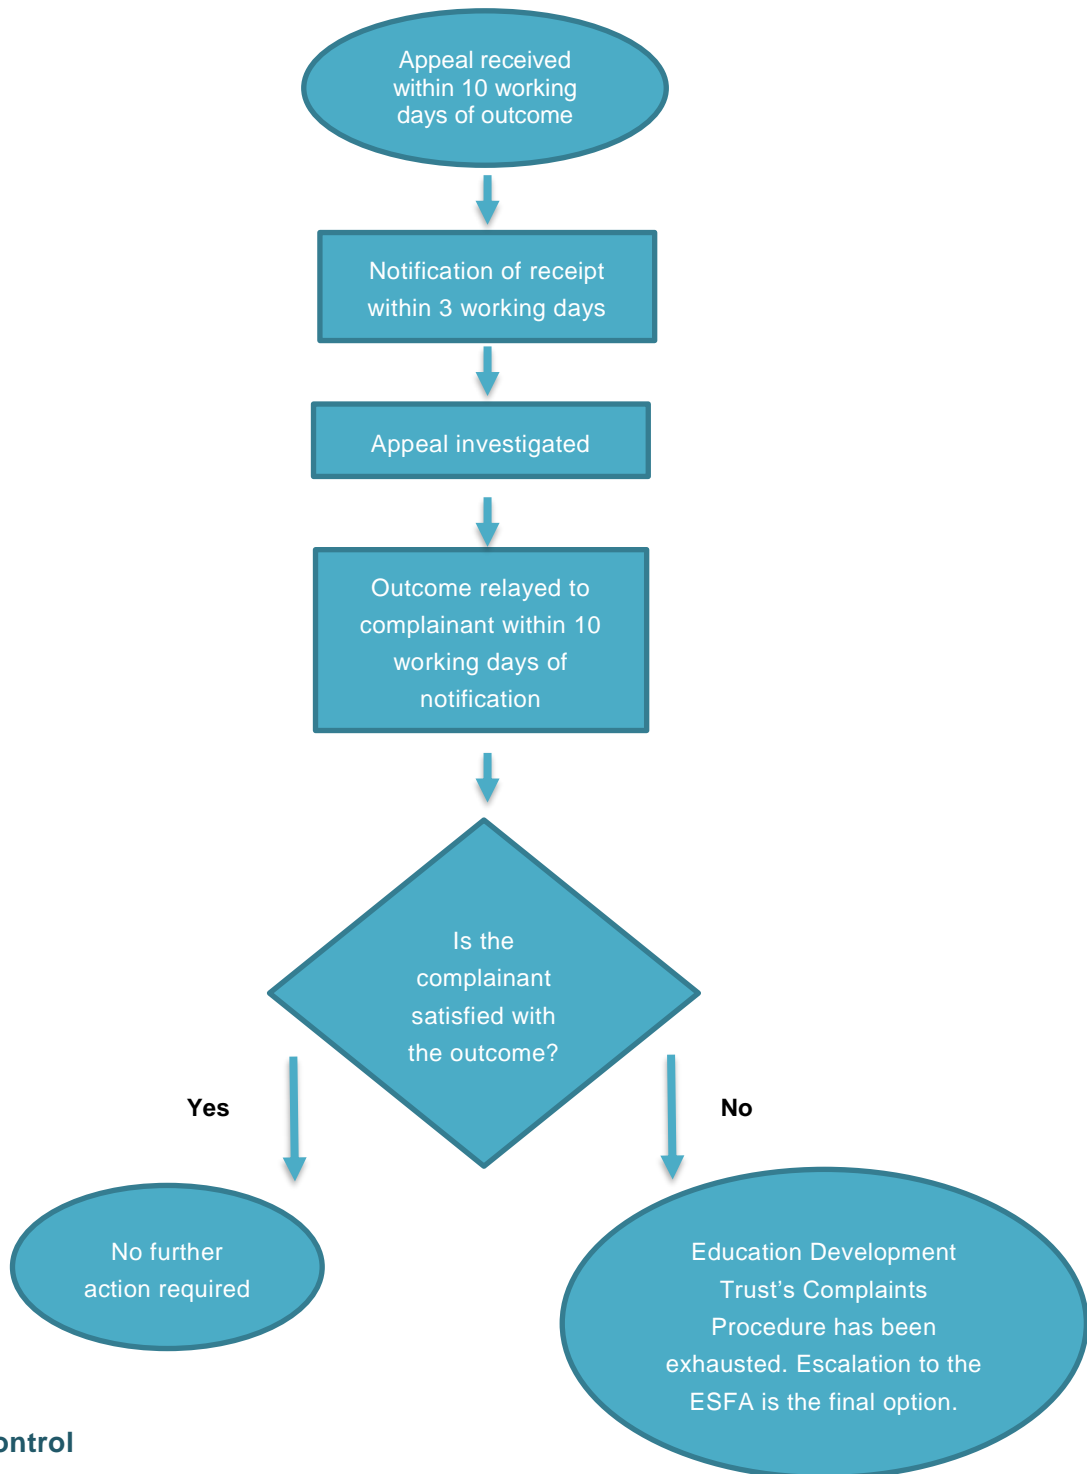 Appeal received
within 10 working
days of outcome
Notification of receipt
within 3 working days
Appeal investigated
Outcome relayed to
complainant within 10
working days of
notification
Is the
complainant
satisfied with
the outcome?
Yes
No
No further
action required
Education Development
Trust’s Complaints
Procedure has been
exhausted. Escalation to the
ESFA is the final option.
ontrol